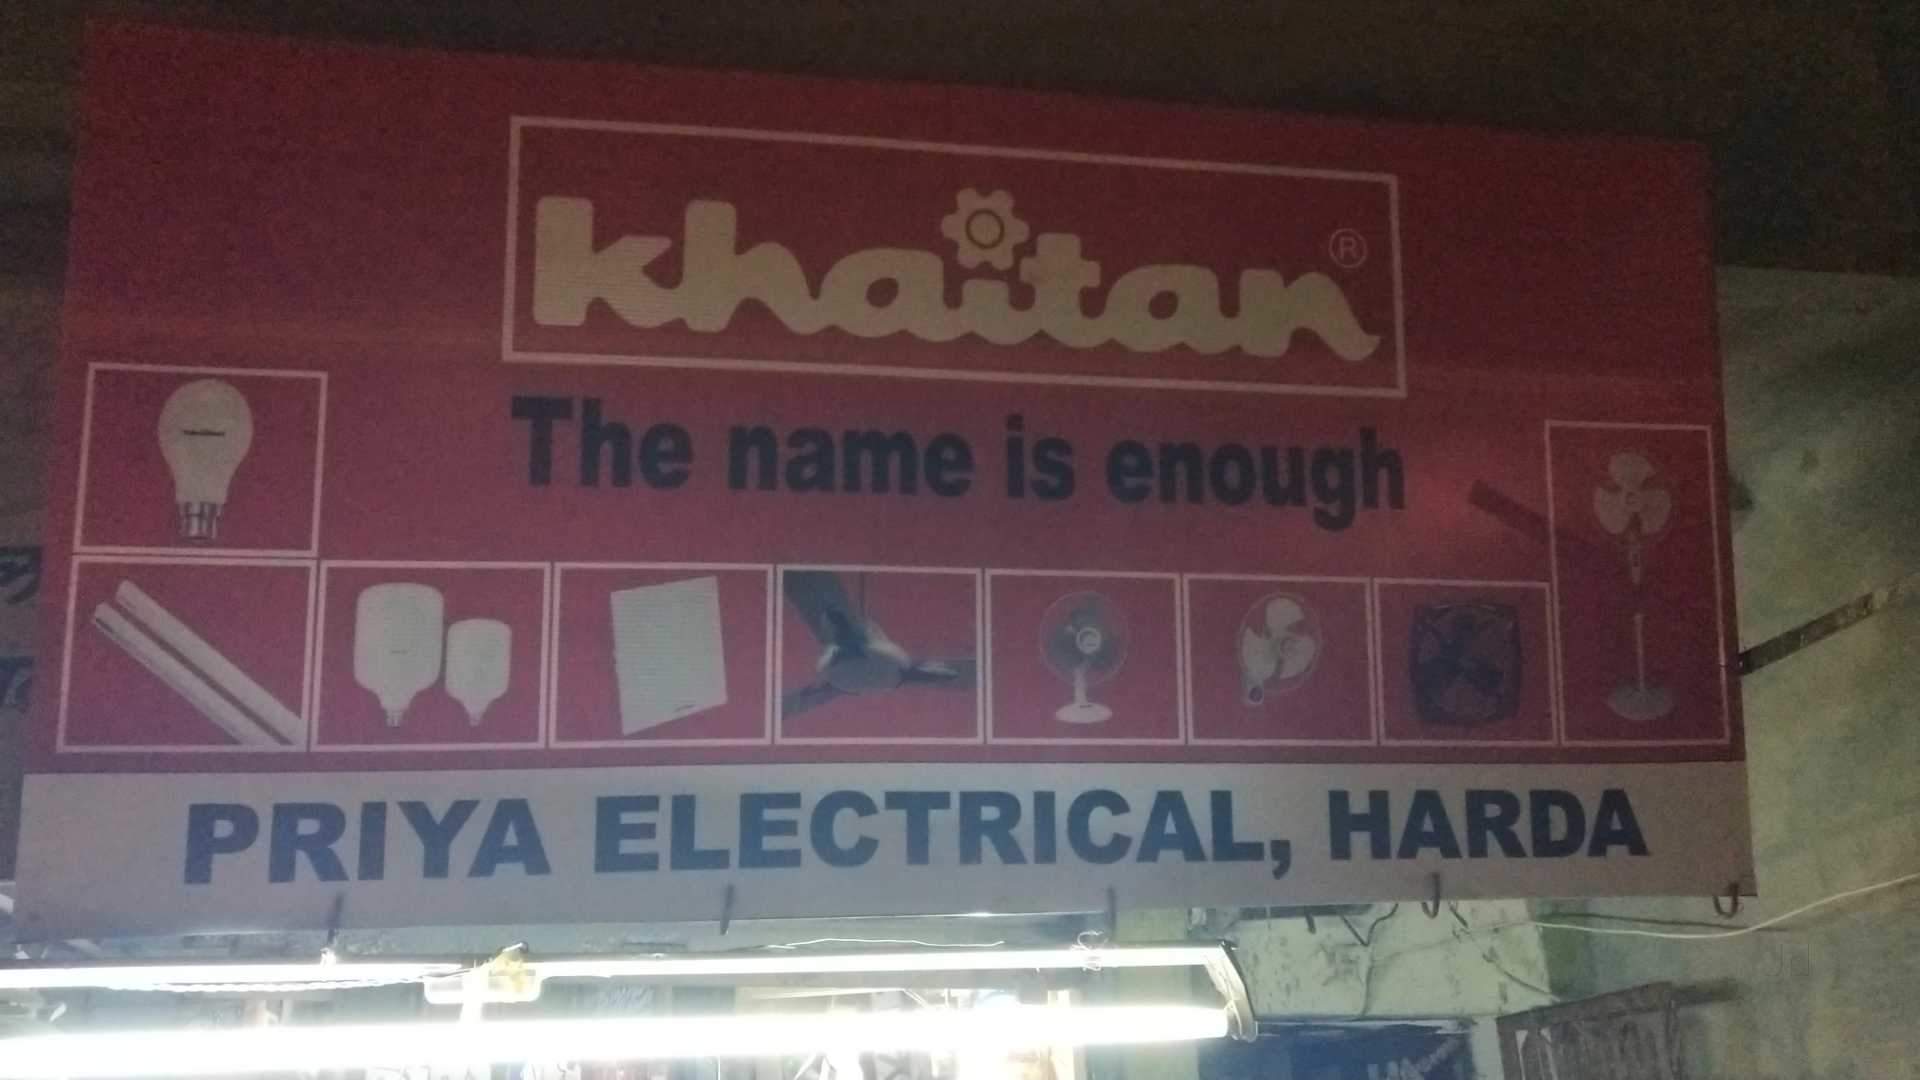 khaitan ®
The name is enough
PRIYA ELECTRICAL, HARDA